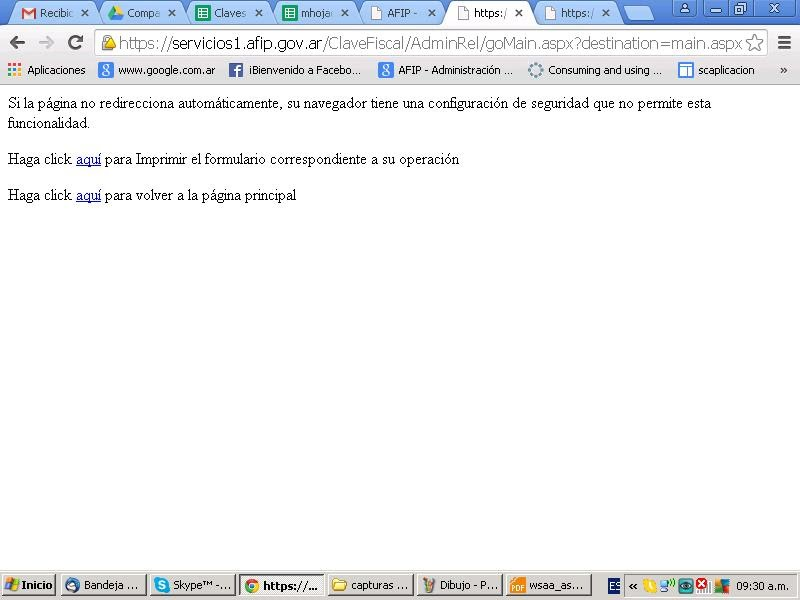 Recibic
Compa
Claves
mhojac
AFIP -
https:/
https:/
https://servicios1.afip.gov.ar/ClaveFiscal/AdminRel/goMain.aspx?destination=main.aspx
Aplicaciones www.google.com.ar ¡Bienvenido a Facebo... AFIP - Administración ... Consuming and using ... scaplicacion »
Si la página no redirecciona automáticamente, su navegador tiene una configuración de seguridad que no permite esta
funcionalidad.
Haga click aquí para Imprimir el formulario correspondiente a su operación
Haga click aquí para volver a la página principal
Inicio Bandeja ... Skype™ -... https://... capturas ... Dibujo - P... PDF wsaa_as... ES « 09:30 a.m.